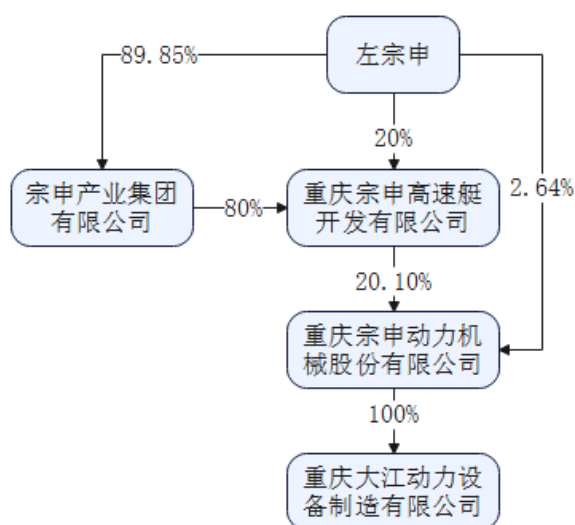 左宗申
89.85%
20%
2.64%
宗申产业集团
有限公司
80%
重庆宗申高速艇
开发有限公司
20.10%
重庆宗申动力机
械股份有限公司
100%
重庆大江动力设
备制造有限公司